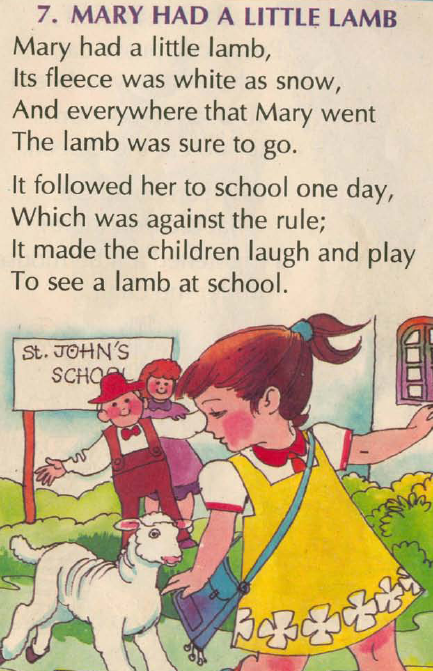 7. MARY HAD A LITTLE LAMB
Mary had a little lamb,
Its fleece was white as snow,
And everywhere that Mary went
The lamb was sure to go.
It followed her to school one day,
Which was against the rule;
It made the children laugh and play
To see a lamb at school.
St. JOHN'S
SCHOOL